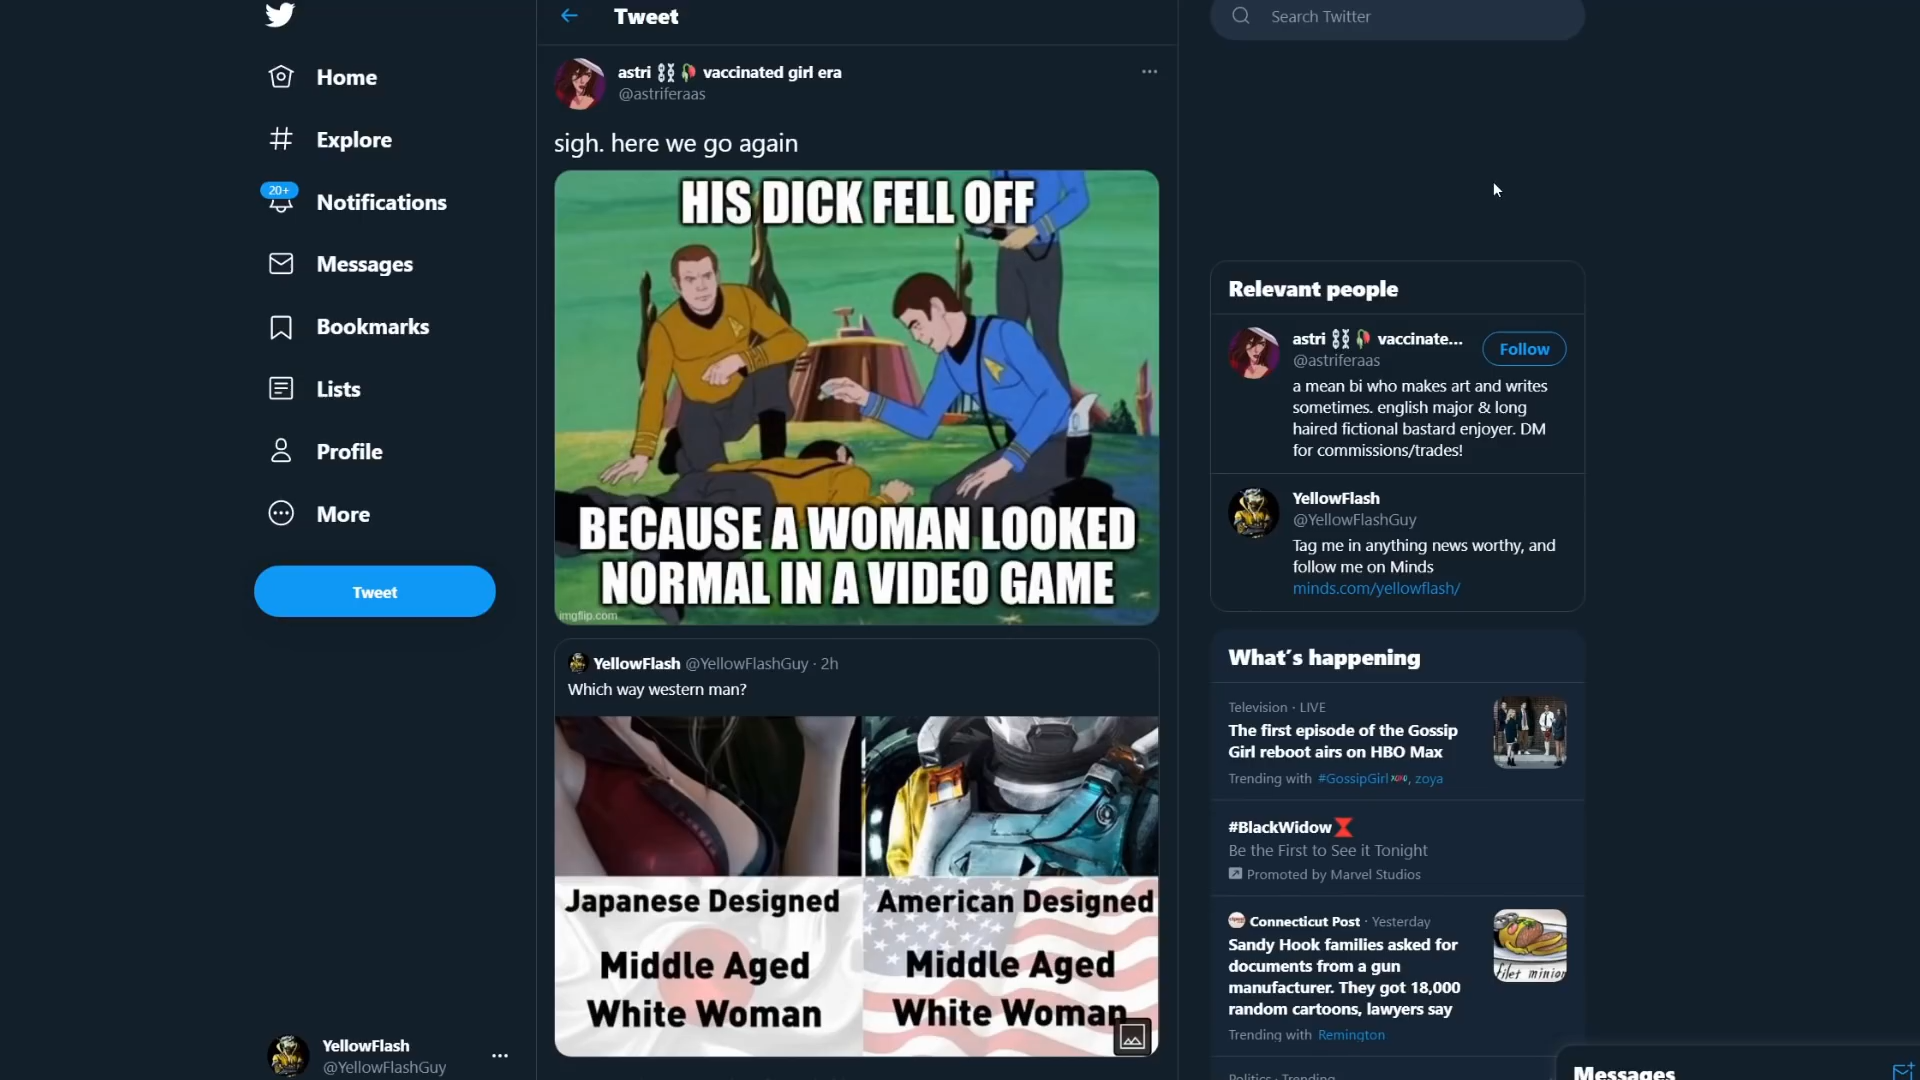 Home
Explore
20+
Notifications
Messages
Bookmarks
Lists
Profile
More
Tweet
YellowFlash
@YellowFlashGuy
Tweet
astri ⛓🥀 vaccinated girl era
@astriferaas
sigh. here we go again
HIS DICK FELL OFF
BECAUSE A WOMAN LOOKED
NORMAL IN A VIDEO GAME
imgflip.com
YellowFlash @YellowFlashGuy · 2h
Which way western man?
Japanese Designed
Middle Aged
White Woman
American Designed
Middle Aged
White Woman
Search Twitter
Relevant people
astri ⛓🥀 vaccinate...
@astriferaas
Follow
a mean bi who makes art and writes
sometimes. english major & long
haired fictional bastard enjoyer. DM
for commissions/trades!
YellowFlash
@YellowFlashGuy
Tag me in anything news worthy, and
follow me on Minds
minds.com/yellowflash/
What's happening
Television · LIVE
The first episode of the Gossip
Girl reboot airs on HBO Max
Trending with #GossipGirl, zoya
#BlackWidow
Be the First to See it Tonight
Promoted by Marvel Studios
Connecticut Post · Yesterday
Sandy Hook families asked for
documents from a gun
manufacturer. They got 18,000
random cartoons, lawyers say
filet minion
Trending with Remington
Politics · Trending
Messages